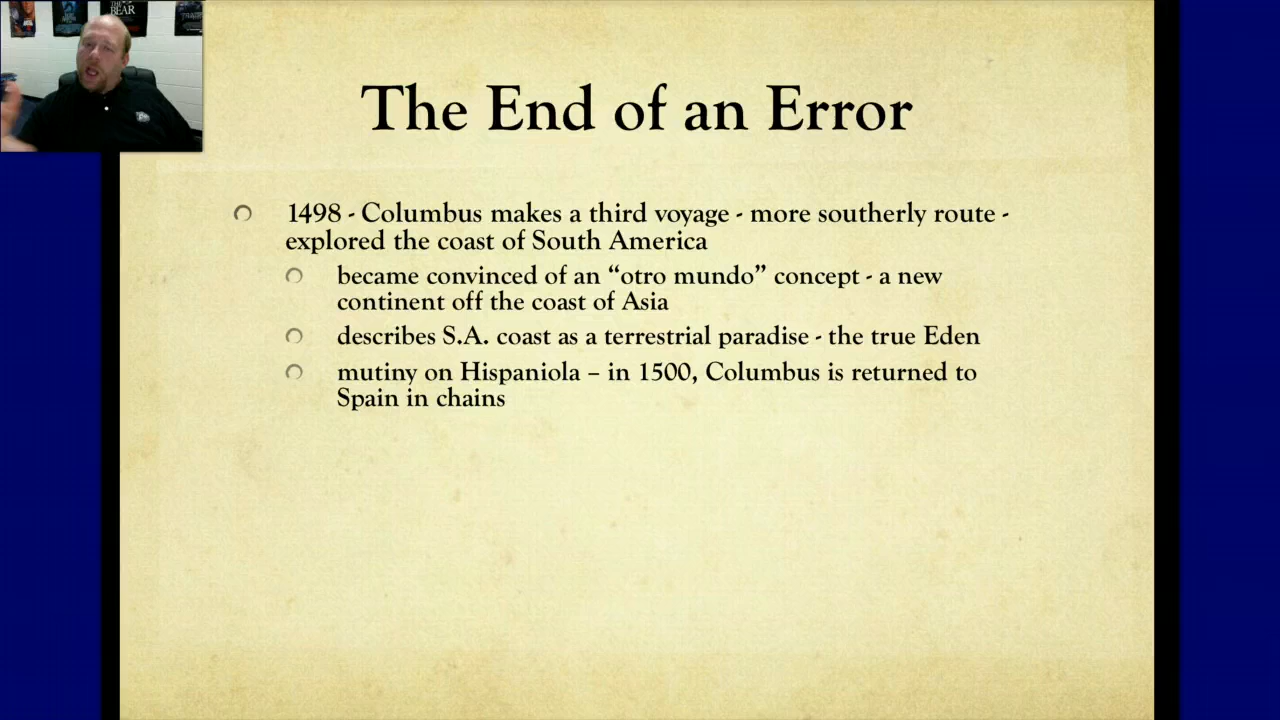 THE
BEAR
The End of an Error
1498 - Columbus makes a third voyage - more southerly route -
explored the coast of South America
became convinced of an “otro mundo” concept - a new
continent off the coast of Asia
describes S.A. coast as a terrestrial paradise - the true Eden
mutiny on Hispaniola – in 1500, Columbus is returned to
Spain in chains